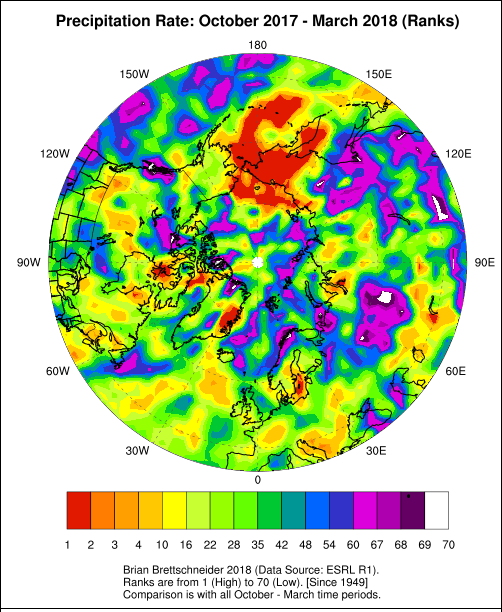 Precipitation Rate: October 2017 - March 2018 (Ranks)
180
150W 150E
120W 120E
90W 90E
60W 60E
30W 30E
0
1 2 3 4 10 16 22 28 35 42 48 54 61 67 68 69 70
Brian Brettschneider 2018 (Data Source: ESRL R1).
Ranks are from 1 (High) to 70 (Low). [Since 1949]
Comparison is with all October - March time periods.